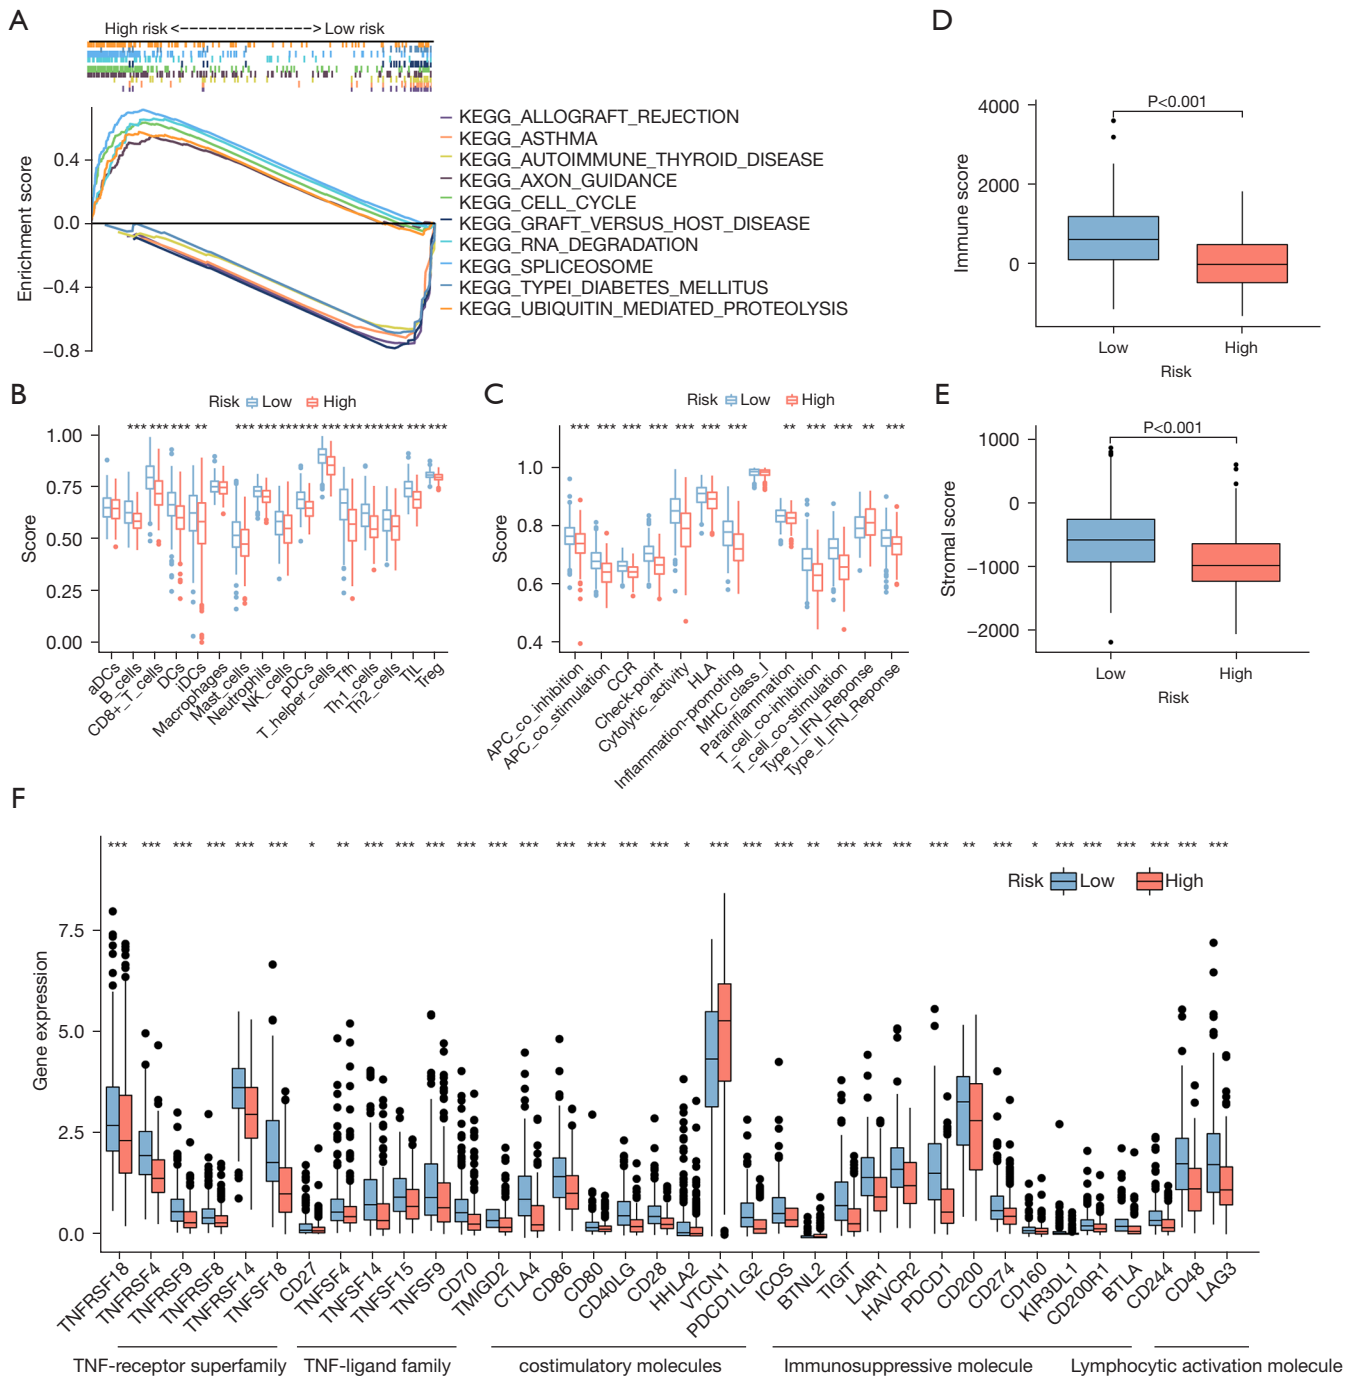 A
High risk <--------------> Low risk
Enrichment score
0.4
0.0
−0.4
−0.8
KEGG_ALLOGRAFT_REJECTION
KEGG_ASTHMA
KEGG_AUTOIMMUNE_THYROID_DISEASE
KEGG_AXON_GUIDANCE
KEGG_CELL_CYCLE
KEGG_GRAFT_VERSUS_HOST_DISEASE
KEGG_RNA_DEGRADATION
KEGG_SPLICEOSOME
KEGG_TYPEI_DIABETES_MELLITUS
KEGG_UBIQUITIN_MEDIATED_PROTEOLYSIS
D
P<0.001
Immune score
4000
2000
0
Low
High
Risk
B
Risk Low High
*** *** *** ** *** *** *** *** *** *** *** *** *** ***
Score
1.00
0.75
0.50
0.25
0.00
aDCs
B_cells
CD8+_T_cells
DCs
iDCs
Macrophages
Mast_cells
Neutrophils
NK_cells
pDCs
T_helper_cells
Tfh
Th1_cells
Th2_cells
TIL
Treg
C
Risk Low High
*** *** *** *** *** *** *** ** *** *** ** ***
Score
1.0
0.8
0.6
0.4
APC_co_inhibition
APC_co_stimulation
CCR
Check-point
Cytolytic_activity
HLA
Inflammation-promoting
MHC_class_I
Parainflammation
T_cell_co-inhibition
T_cell_co-stimulation
Type_I_IFN_Reponse
Type_II_IFN_Reponse
E
P<0.001
Stromal score
1000
0
−1000
−2000
Low
High
Risk
F
*** *** *** *** *** *** * ** *** *** *** *** *** *** *** *** *** *** * *** *** *** ** *** *** *** *** ** *** * *** *** *** *** *** ***
Risk Low High
Gene expression
7.5
5.0
2.5
0.0
TNFRSF18
TNFRSF4
TNFRSF9
TNFRSF8
TNFRSF14
TNFSF18
CD27
TNFSF4
TNFSF14
TNFSF15
TNFSF9
CD70
TMIGD2
CTLA4
CD86
CD80
CD40LG
CD28
HHLA2
VTCN1
PDCD1LG2
ICOS
BTNL2
TIGIT
LAIR1
HAVCR2
PDCD1
CD200
CD274
CD160
KIR3DL1
CD200R1
BTLA
CD244
CD48
LAG3
TNF-receptor superfamily
TNF-ligand family
costimulatory molecules
Immunosuppressive molecule
Lymphocytic activation molecule